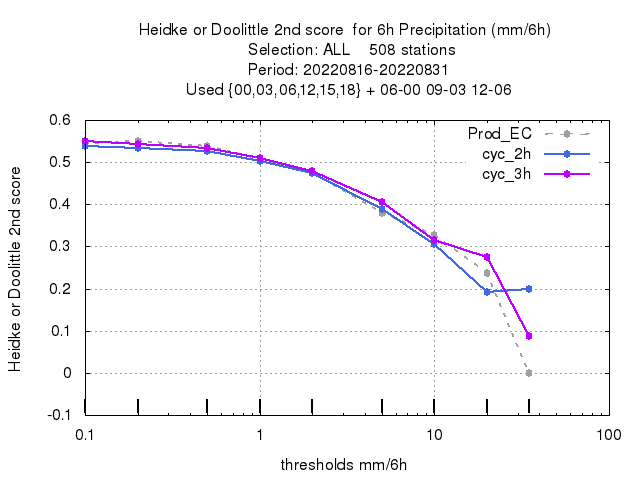 Heidke or Doolittle 2nd score  for 6h Precipitation (mm/6h)
Selection: ALL    508 stations
Period: 20220816-20220831
Used {00,03,06,12,15,18} + 06-00 09-03 12-06
Prod_EC
cyc_2h
cyc_3h
Heidke or Doolittle 2nd score
0.6
0.5
0.4
0.3
0.2
0.1
0
-0.1
0.1 1 10 100
thresholds mm/6h